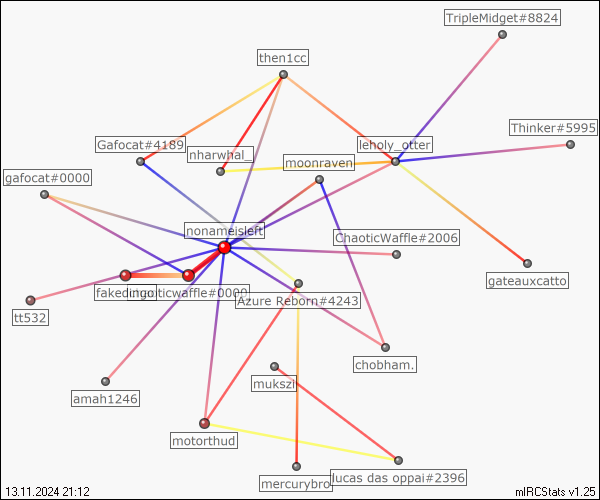 TripleMidget#8824
then1cc
Thinker#5995
Gafocat#4189
leholy_otter
nharwhal_
moonraven
gafocat#0000
nonameisleft
ChaoticWaffle#2006
gateauxcatto
chaoticwaffle#0000
Azure Reborn#4243
tt532
chobham.
mukszi
amah1246
motorthud
mercurybro
lucas das oppai#2396
13.11.2024 21:12
mIRCStats v1.25